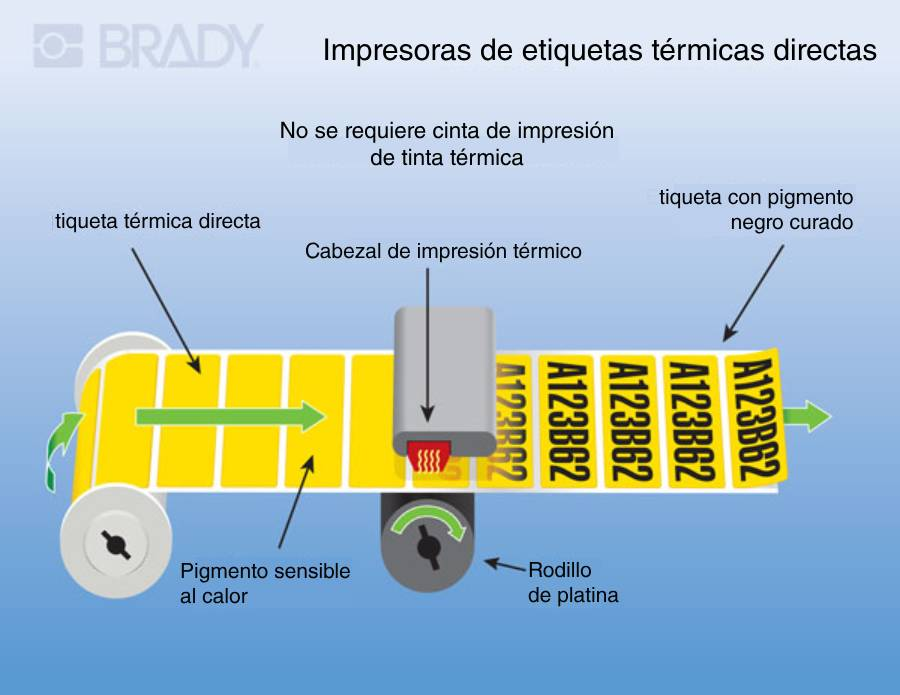 BRADY
Impresoras de etiquetas térmicas directas
No se requiere cinta de impresión
de tinta térmica
tiqueta con pigmento
negro curado
tiqueta térmica directa
Cabezal de impresión térmico
A123B62
A123B62
A123B62
A123B62
A123B62
Pigmento sensible
al calor
Rodillo
de platina